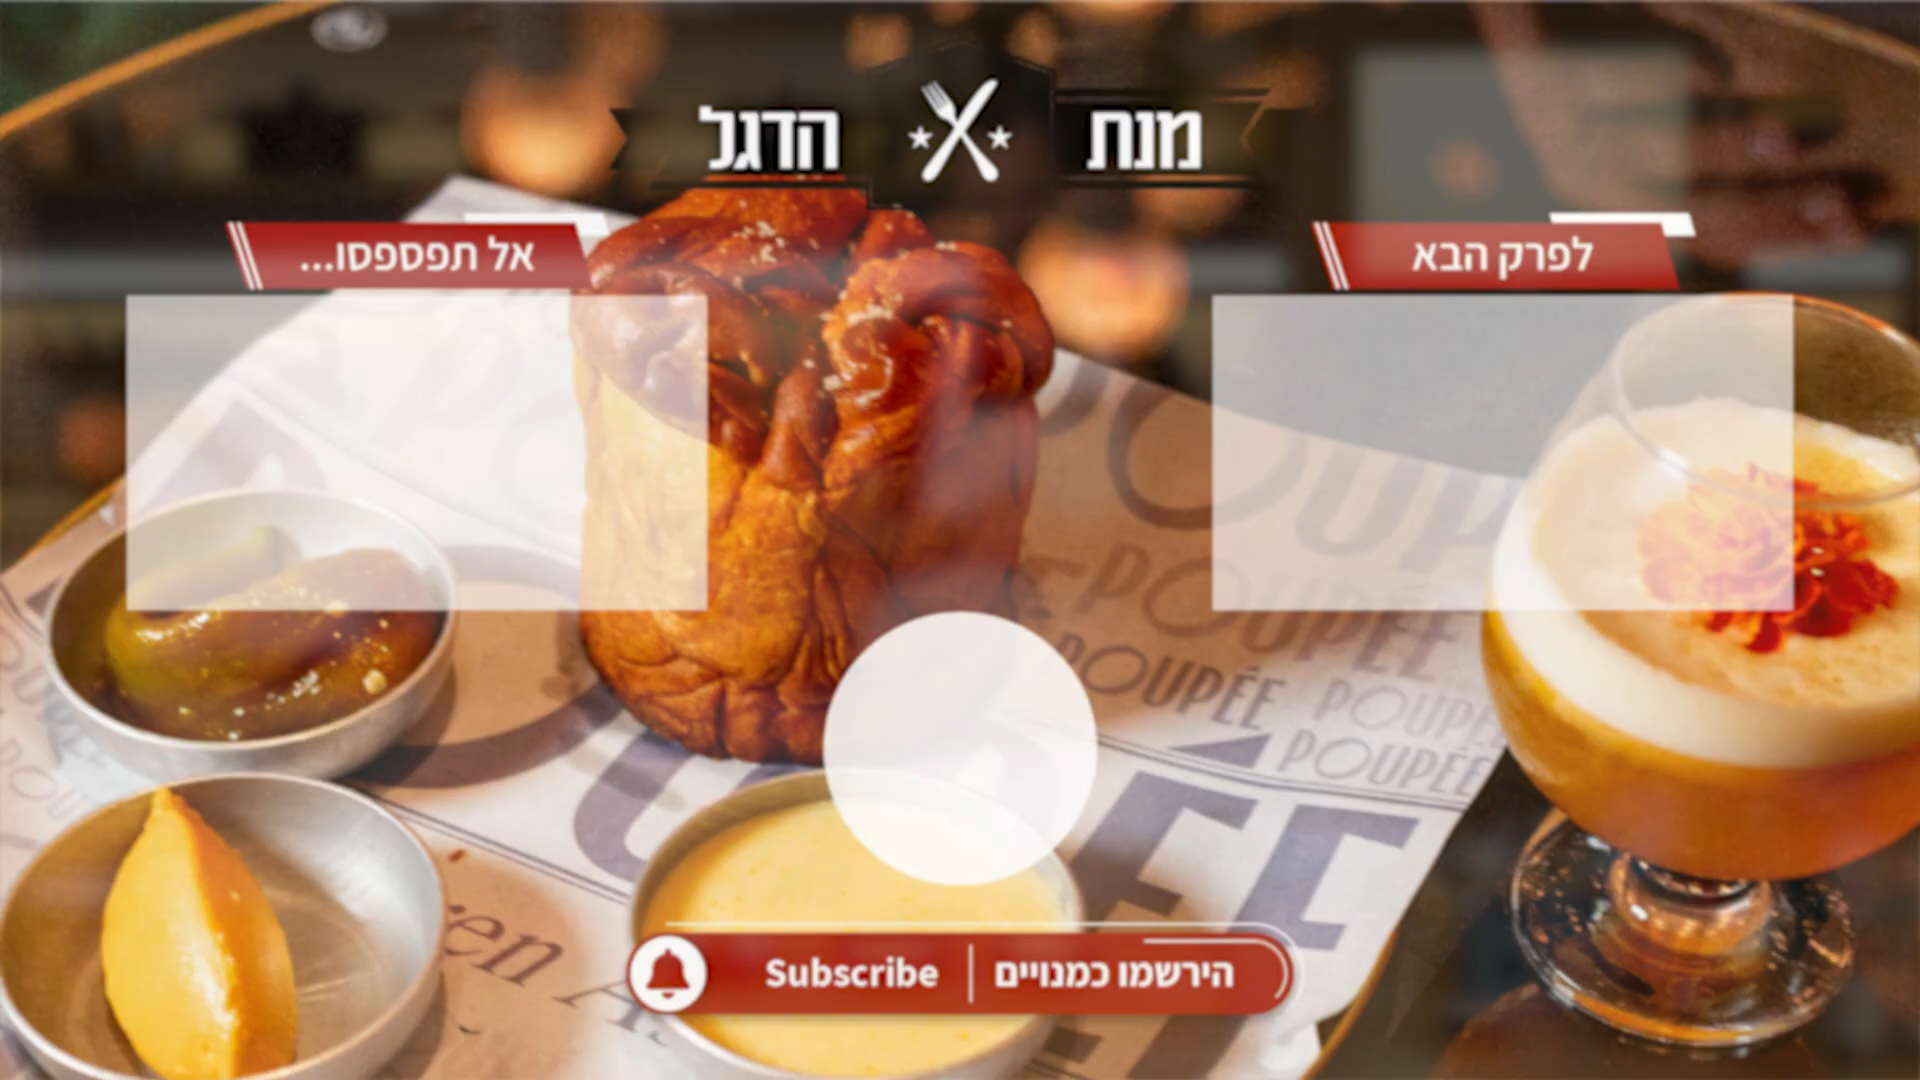 מנת הדגל
לפרק הבא
אל תפספסו...
POUPÉE
POUPÉE
POUPÉE
POUPÉE
הירשמו כמנויים | Subscribe